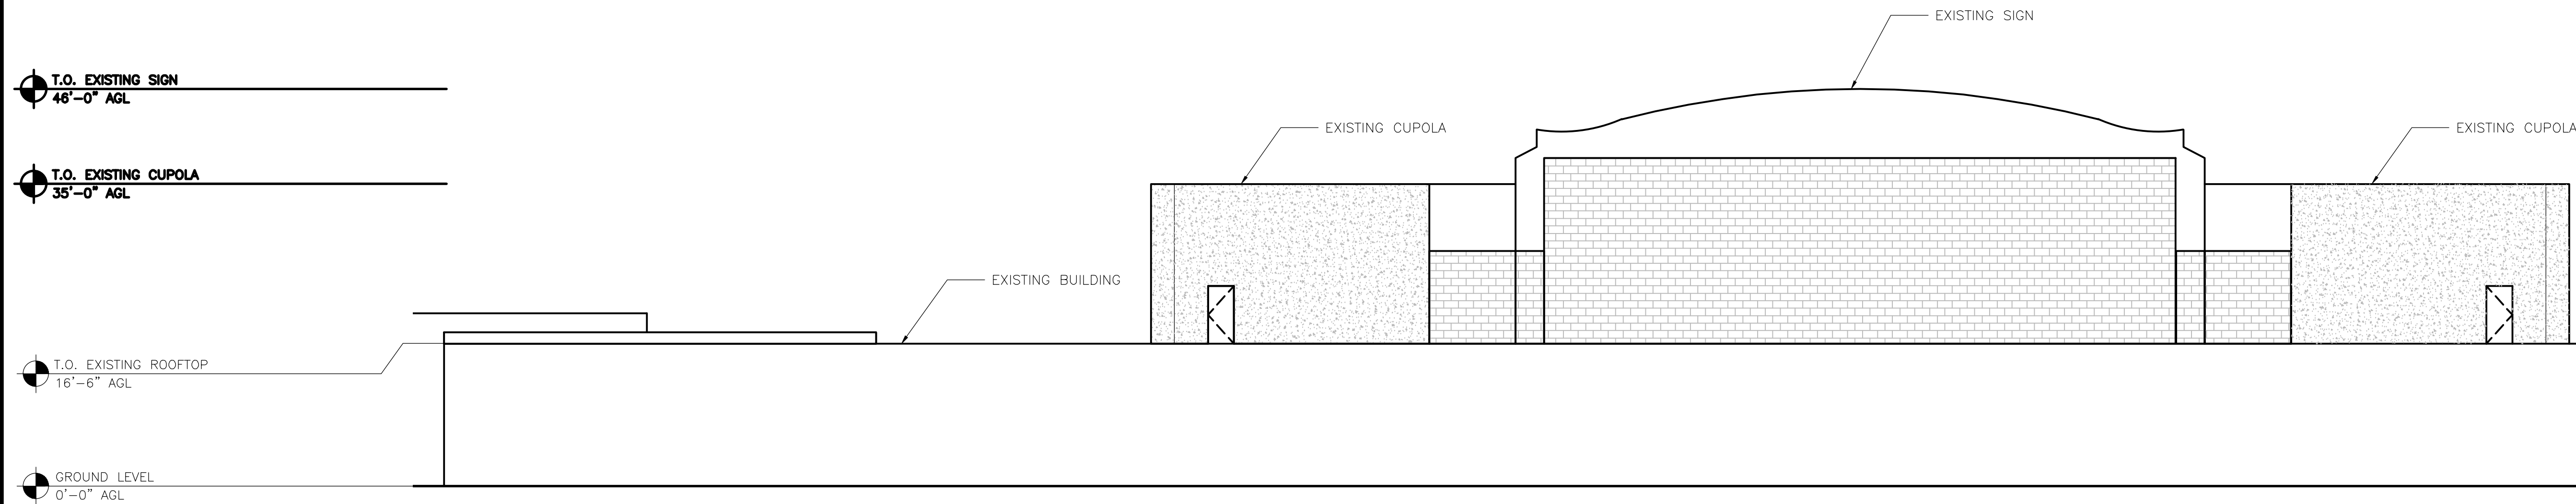 EXISTING SIGN
T.O. EXISTING SIGN
46'-0" AGL
EXISTING CUPOLA
EXISTING CUPOLA
T.O. EXISTING CUPOLA
35'-0" AGL
EXISTING BUILDING
T.O. EXISTING ROOFTOP
16'-6" AGL
GROUND LEVEL
0'-0" AGL